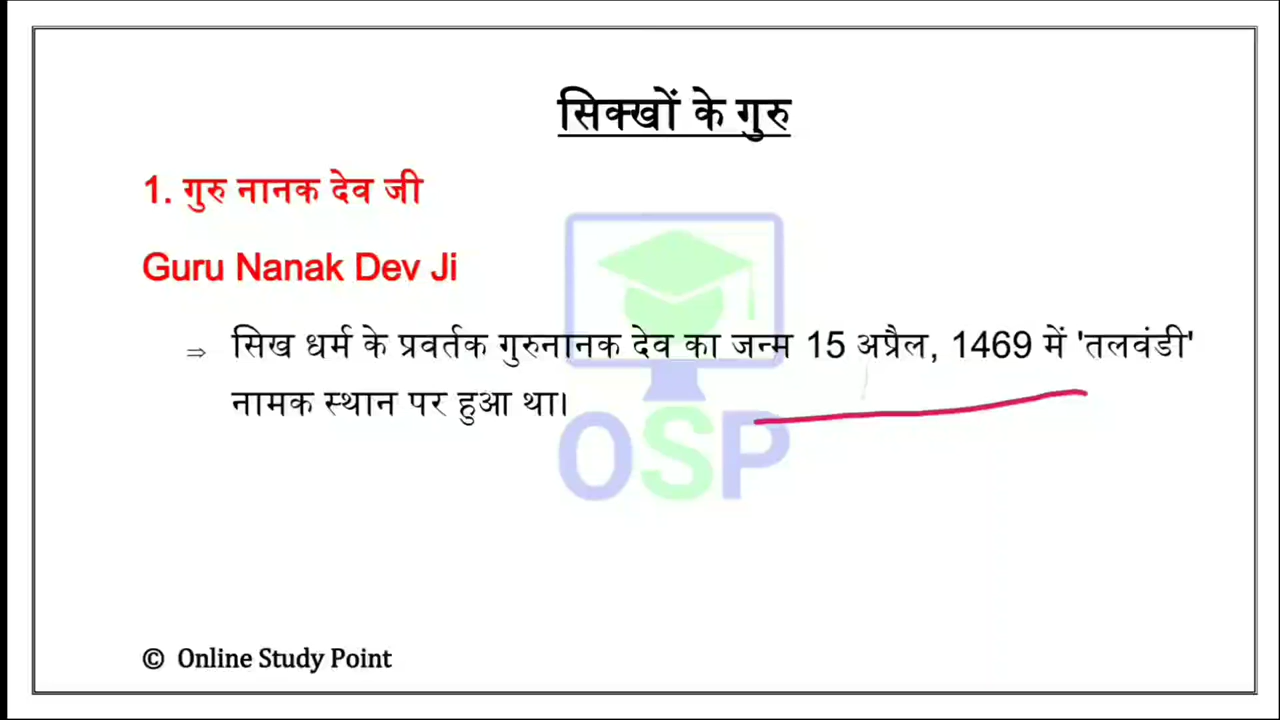 सिक्खों के गुरु
1. गुरु नानक देव जी
Guru Nanak Dev Ji
⇒ सिख धर्म के प्रवर्तक गुरुनानक देव का जन्म 15 अप्रैल, 1469 में 'तलवंडी'
नामक स्थान पर हुआ था।
OSP
© Online Study Point